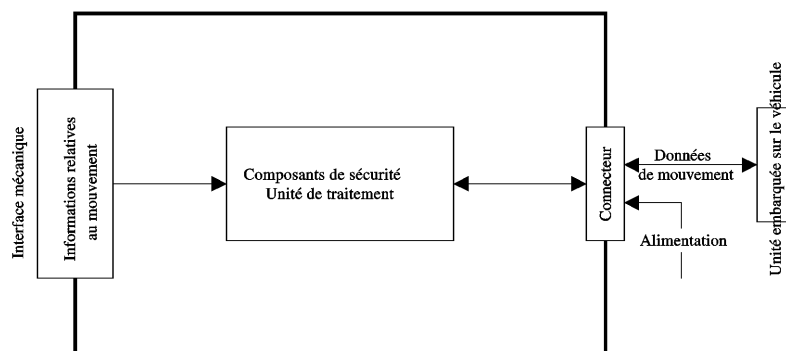 Interface mécanique
Informations relatives
au mouvement
Composants de sécurité
Unité de traitement
Connecteur
Données
de mouvement
Alimentation
Unité embarquée sur le véhicule